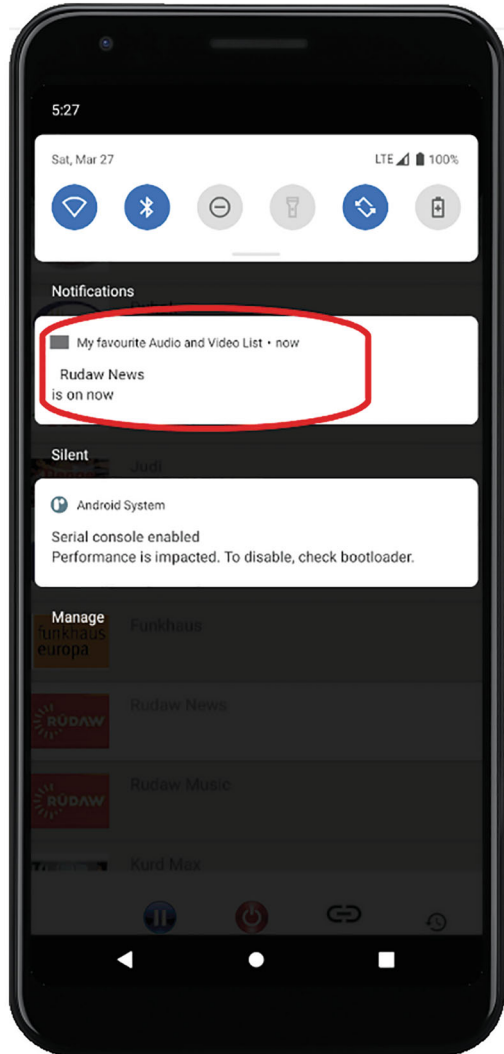 5:27
Sat, Mar 27
LTE 100%
Notifications
My favourite Audio and Video List • now
Rudaw News
is on now
Silent
Judi
Android System
Serial console enabled
Performance is impacted. To disable, check bootloader.
Manage
funkhaus
europa
Funkhaus
RÛDAW
Rudaw News
RÛDAW
Rudaw Music
Kurd Max